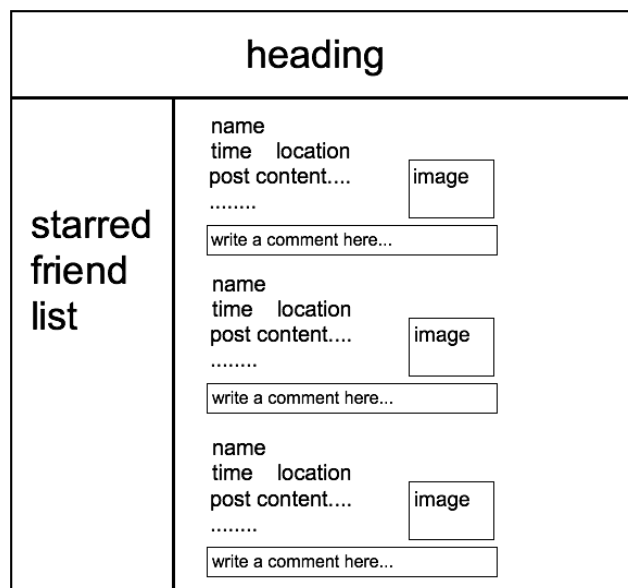 heading
starred
friend
list
name
time location
post content....
........
image
write a comment here...
name
time location
post content....
........
image
write a comment here...
name
time location
post content....
........
image
write a comment here...